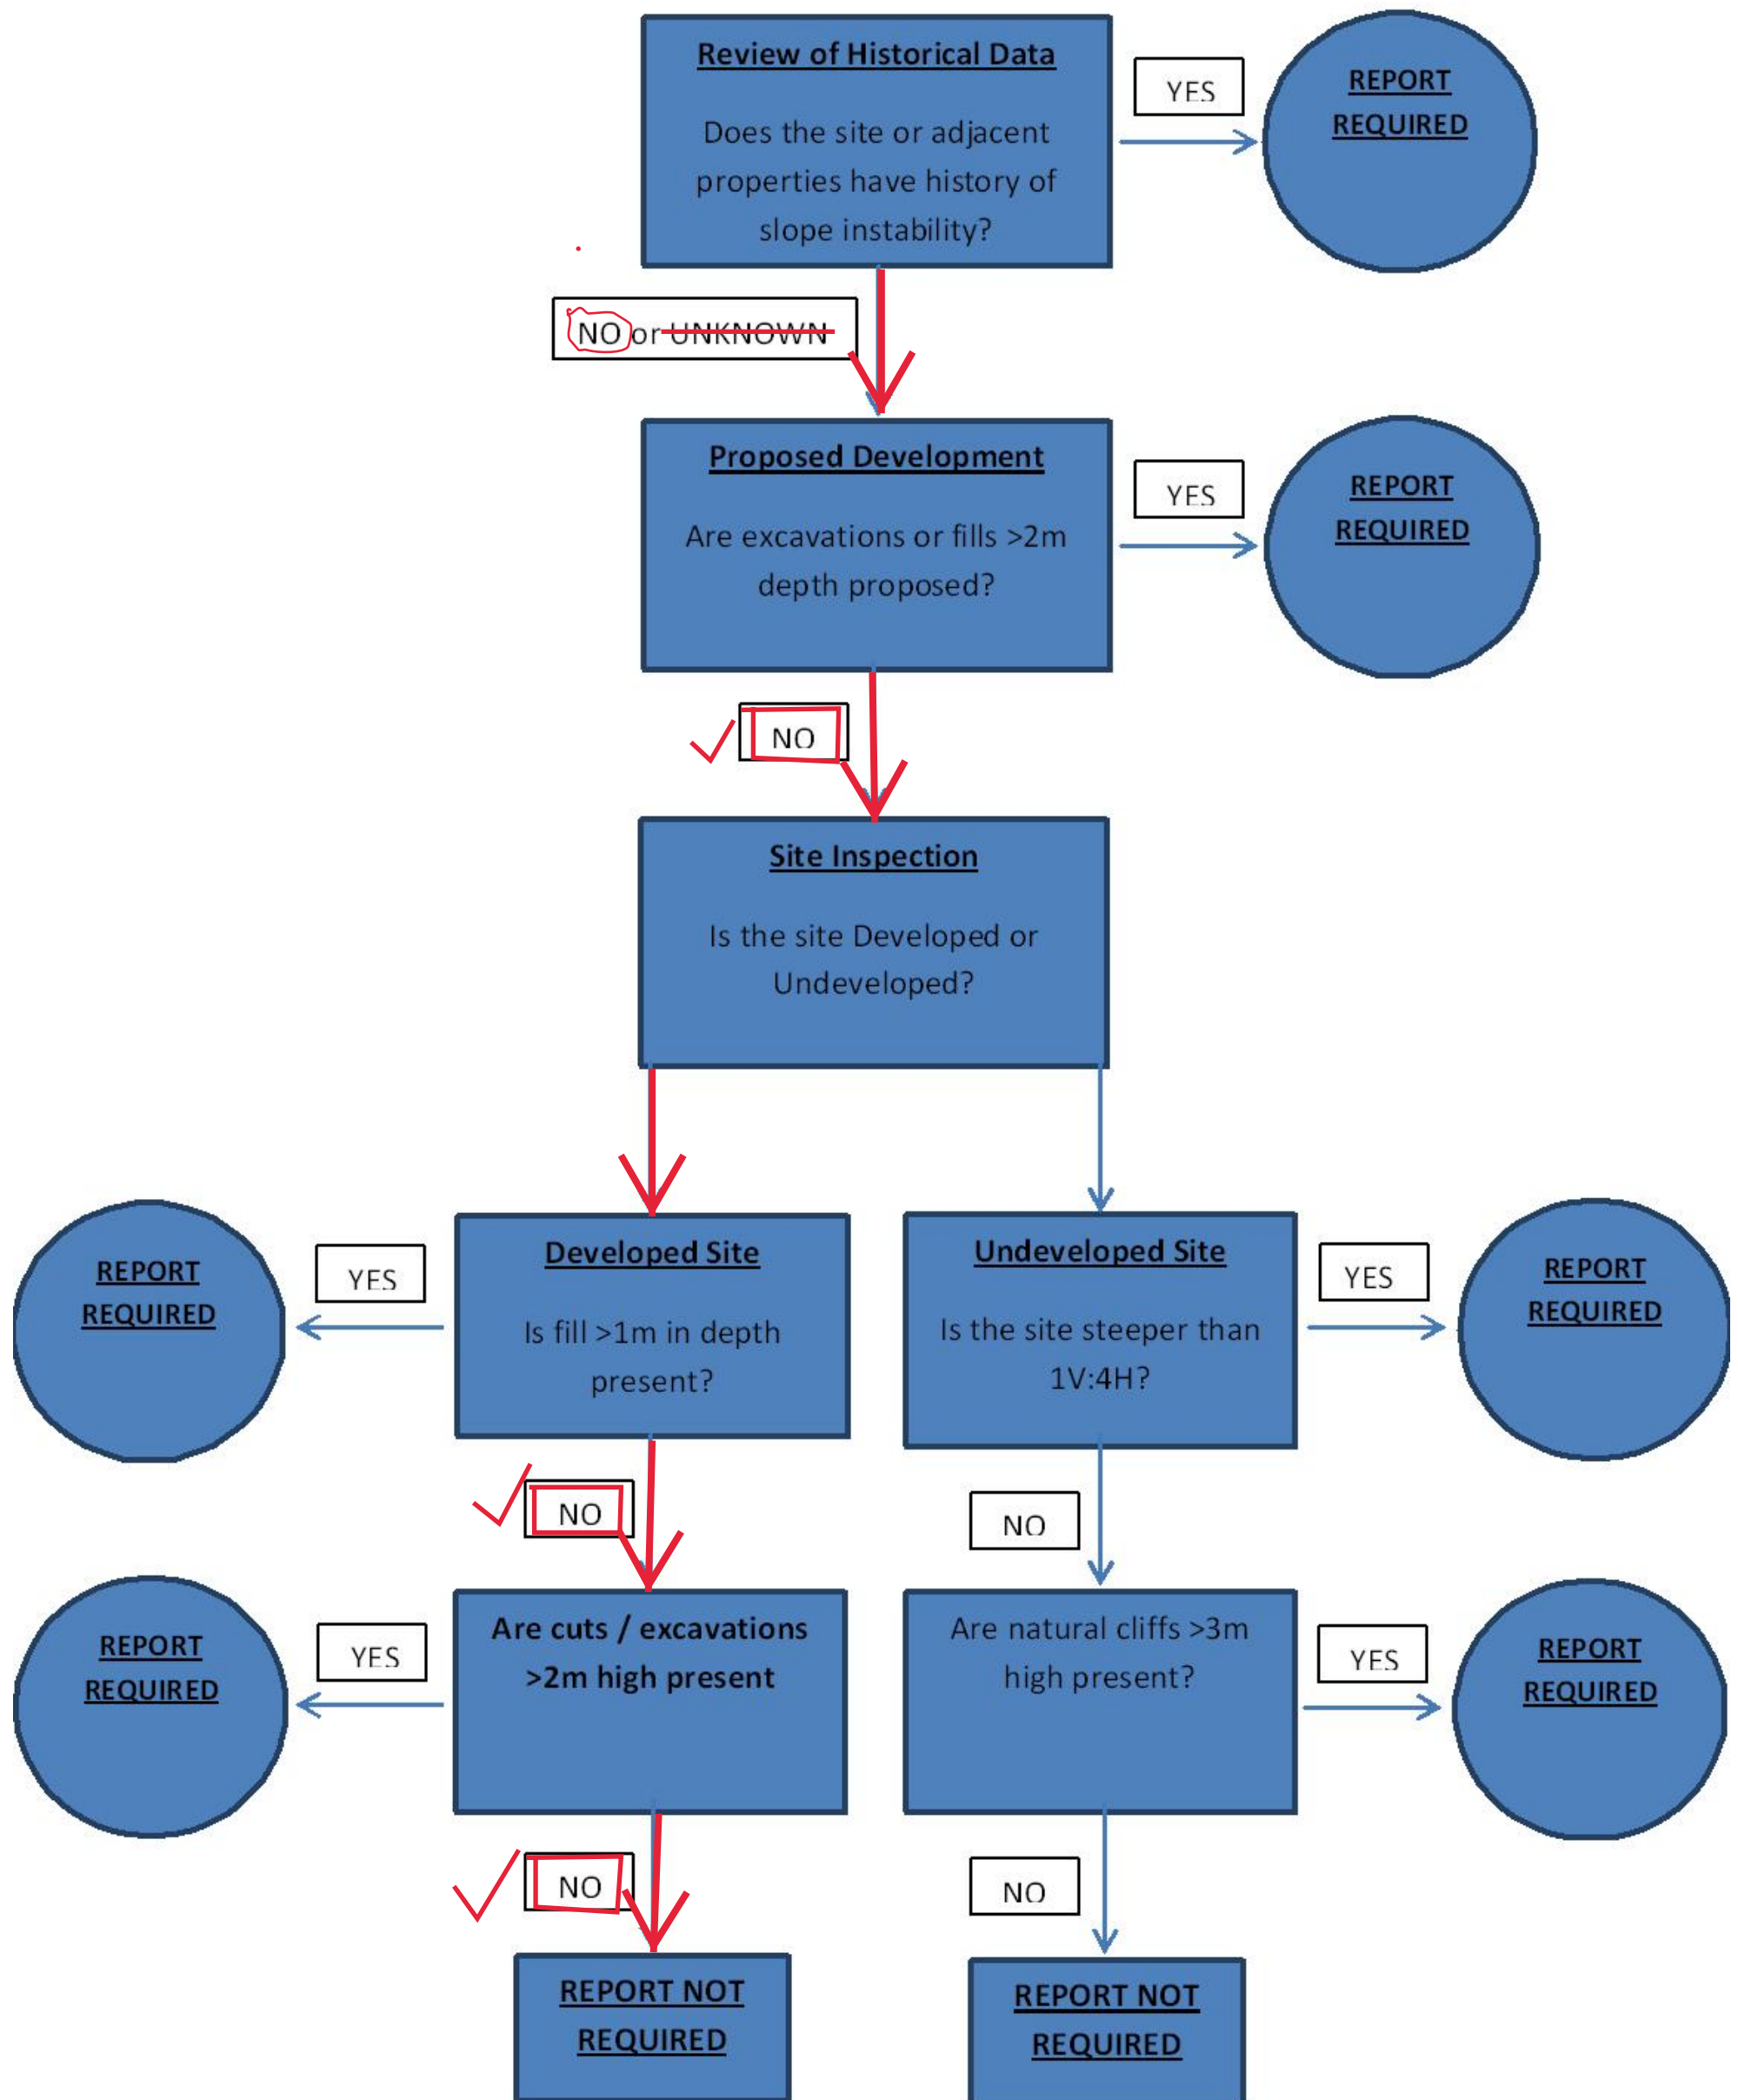 Review of Historical Data
Does the site or adjacent
properties have history of
slope instability?
YES
REPORT
REQUIRED
NO or UNKNOWN
Proposed Development
Are excavations or fills >2m
depth proposed?
YES
REPORT
REQUIRED
NO
Site Inspection
Is the site Developed or
Undeveloped?
REPORT
REQUIRED
YES
Developed Site
Is fill >1m in depth
present?
Undeveloped Site
Is the site steeper than
1V:4H?
YES
REPORT
REQUIRED
NO
NO
REPORT
REQUIRED
YES
Are cuts / excavations
>2m high present
Are natural cliffs >3m
high present?
YES
REPORT
REQUIRED
NO
NO
REPORT NOT
REQUIRED
REPORT NOT
REQUIRED